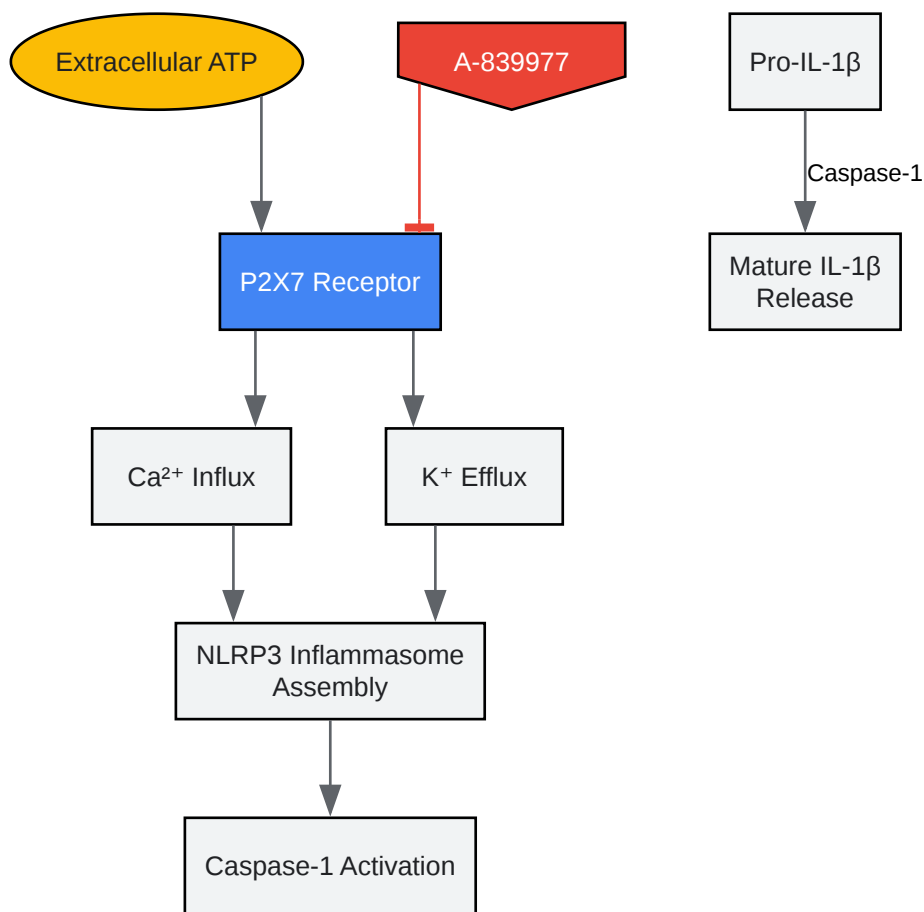 Extracellular ATP
A-839977
Pro-IL-1β
Caspase-1
P2X7 Receptor
Mature IL-1β
Release
Ca²⁺ Influx
K⁺ Efflux
NLRP3 Inflammasome
Assembly
Caspase-1 Activation